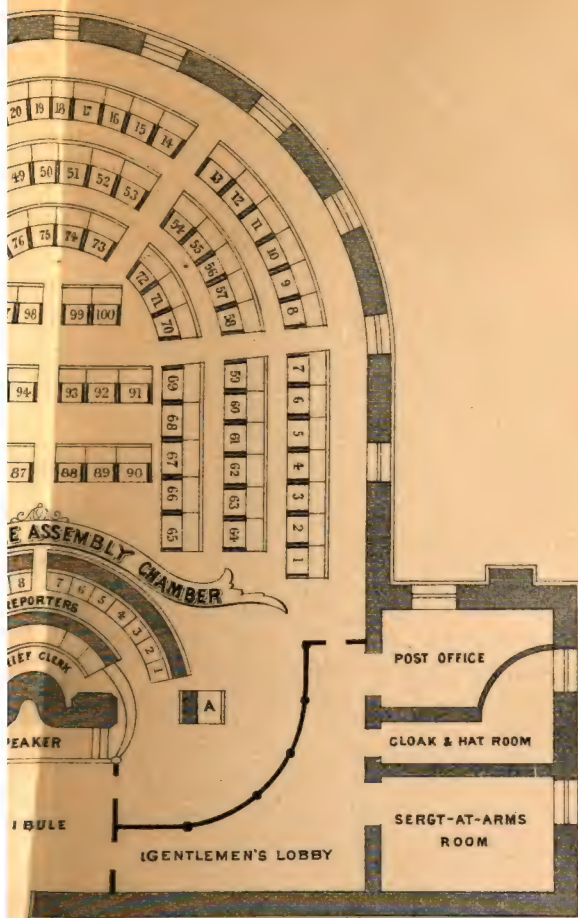 20 19 18 17 16 15 14
13 12 11 10 9 8
49 50 51 52 53
54 55 56 57 58
76 75 74 73
72 71 70
98 99 100
94 93 92 91
87 88 89 90
69 68 67 66 65
59 60 61 62 63 64
7 6 5 4 3 2 1
E ASSEMBLY CHAMBER
8 7 6 5 4 3 2 1
REPORTERS
IEF CLERK
PEAKER
A
IBULE
GENTLEMEN'S LOBBY
POST OFFICE
CLOAK & HAT ROOM
SERGT-AT-ARMS
ROOM